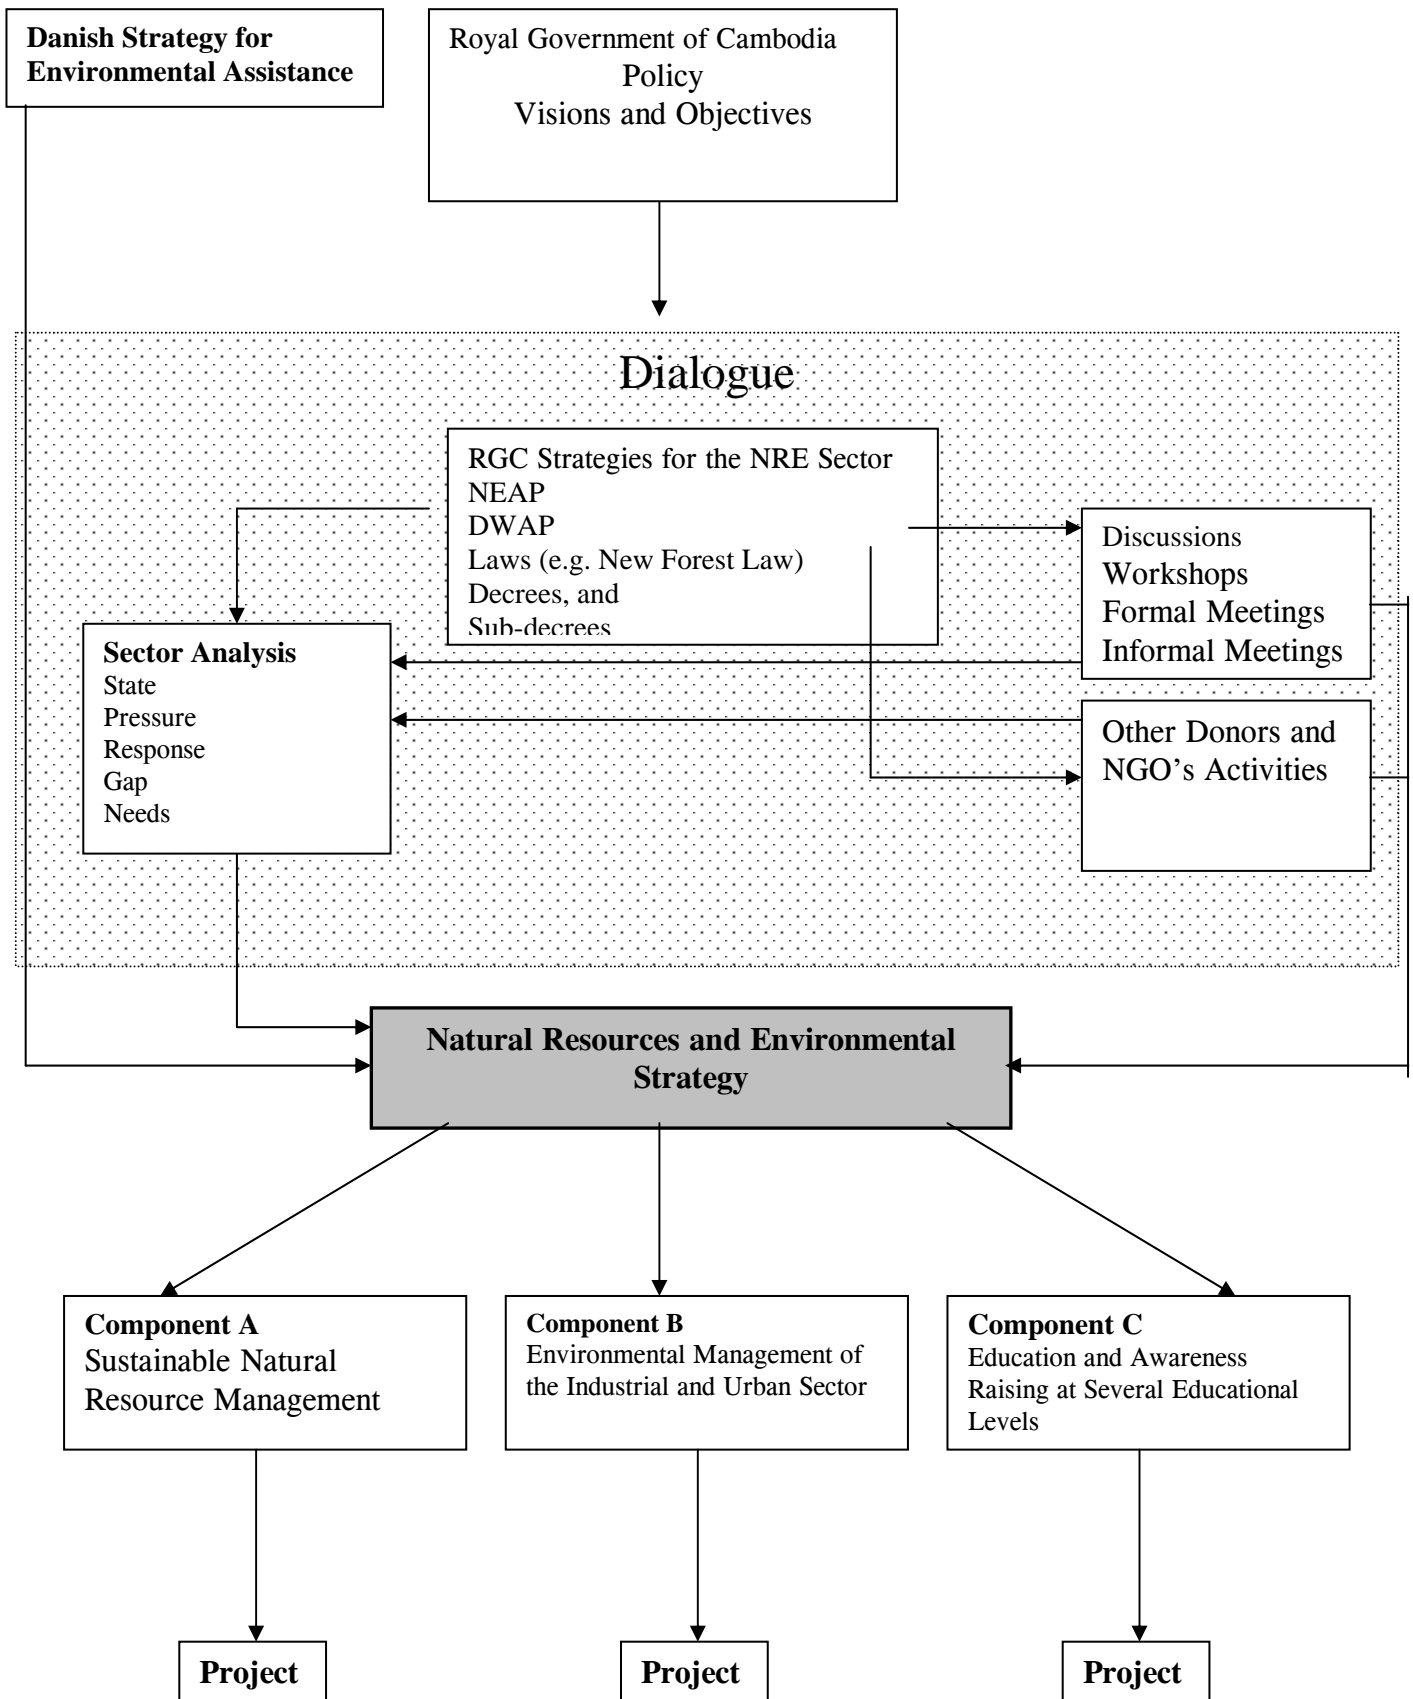 Danish Strategy for
Environmental Assistance
Royal Government of Cambodia
Policy
Visions and Objectives
Dialogue
RGC Strategies for the NRE Sector
NEAP
DWAP
Laws (e.g. New Forest Law)
Decrees, and
Sub-decrees
Discussions
Workshops
Formal Meetings
Informal Meetings
Sector Analysis
State
Pressure
Response
Gap
Needs
Other Donors and
NGO’s Activities
Natural Resources and Environmental
Strategy
Component A
Sustainable Natural
Resource Management
Component B
Environmental Management of
the Industrial and Urban Sector
Component C
Education and Awareness
Raising at Several Educational
Levels
Project
Project
Project